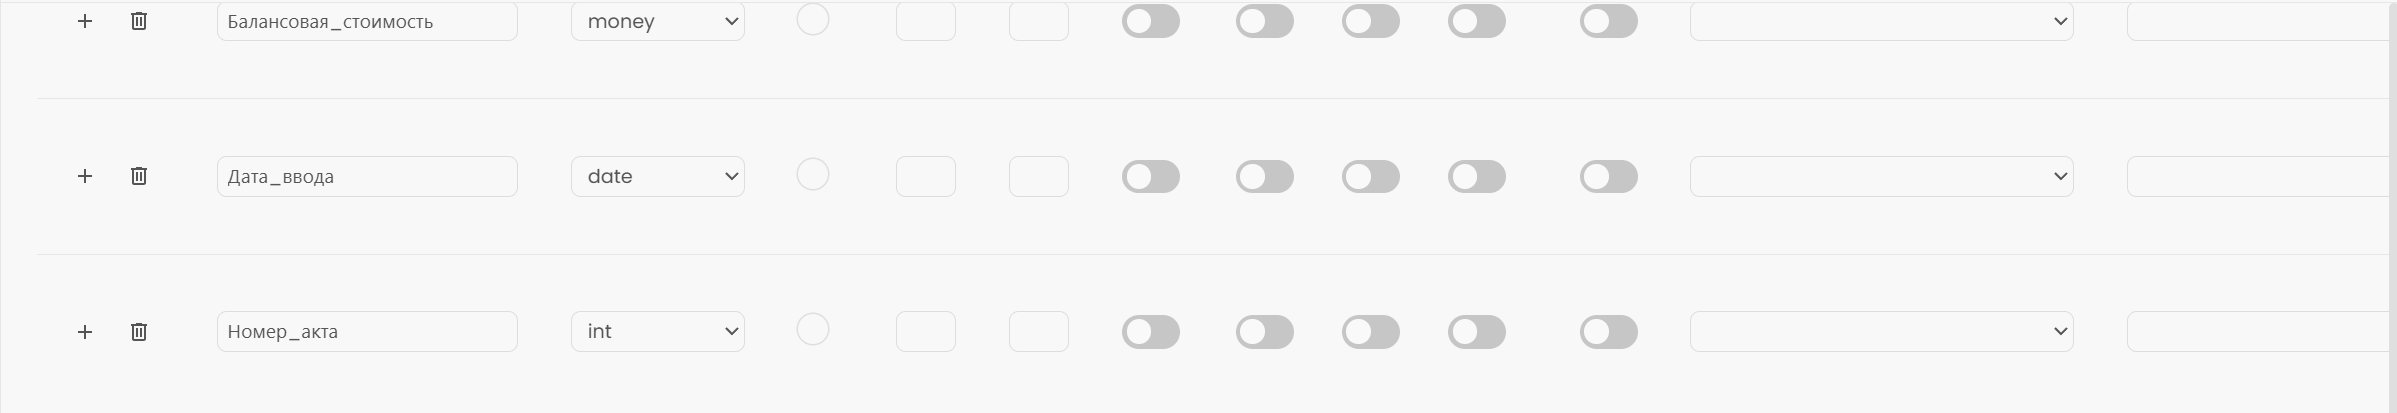 Балансовая_стоимость money
Дата_ввода date
Номер_акта int